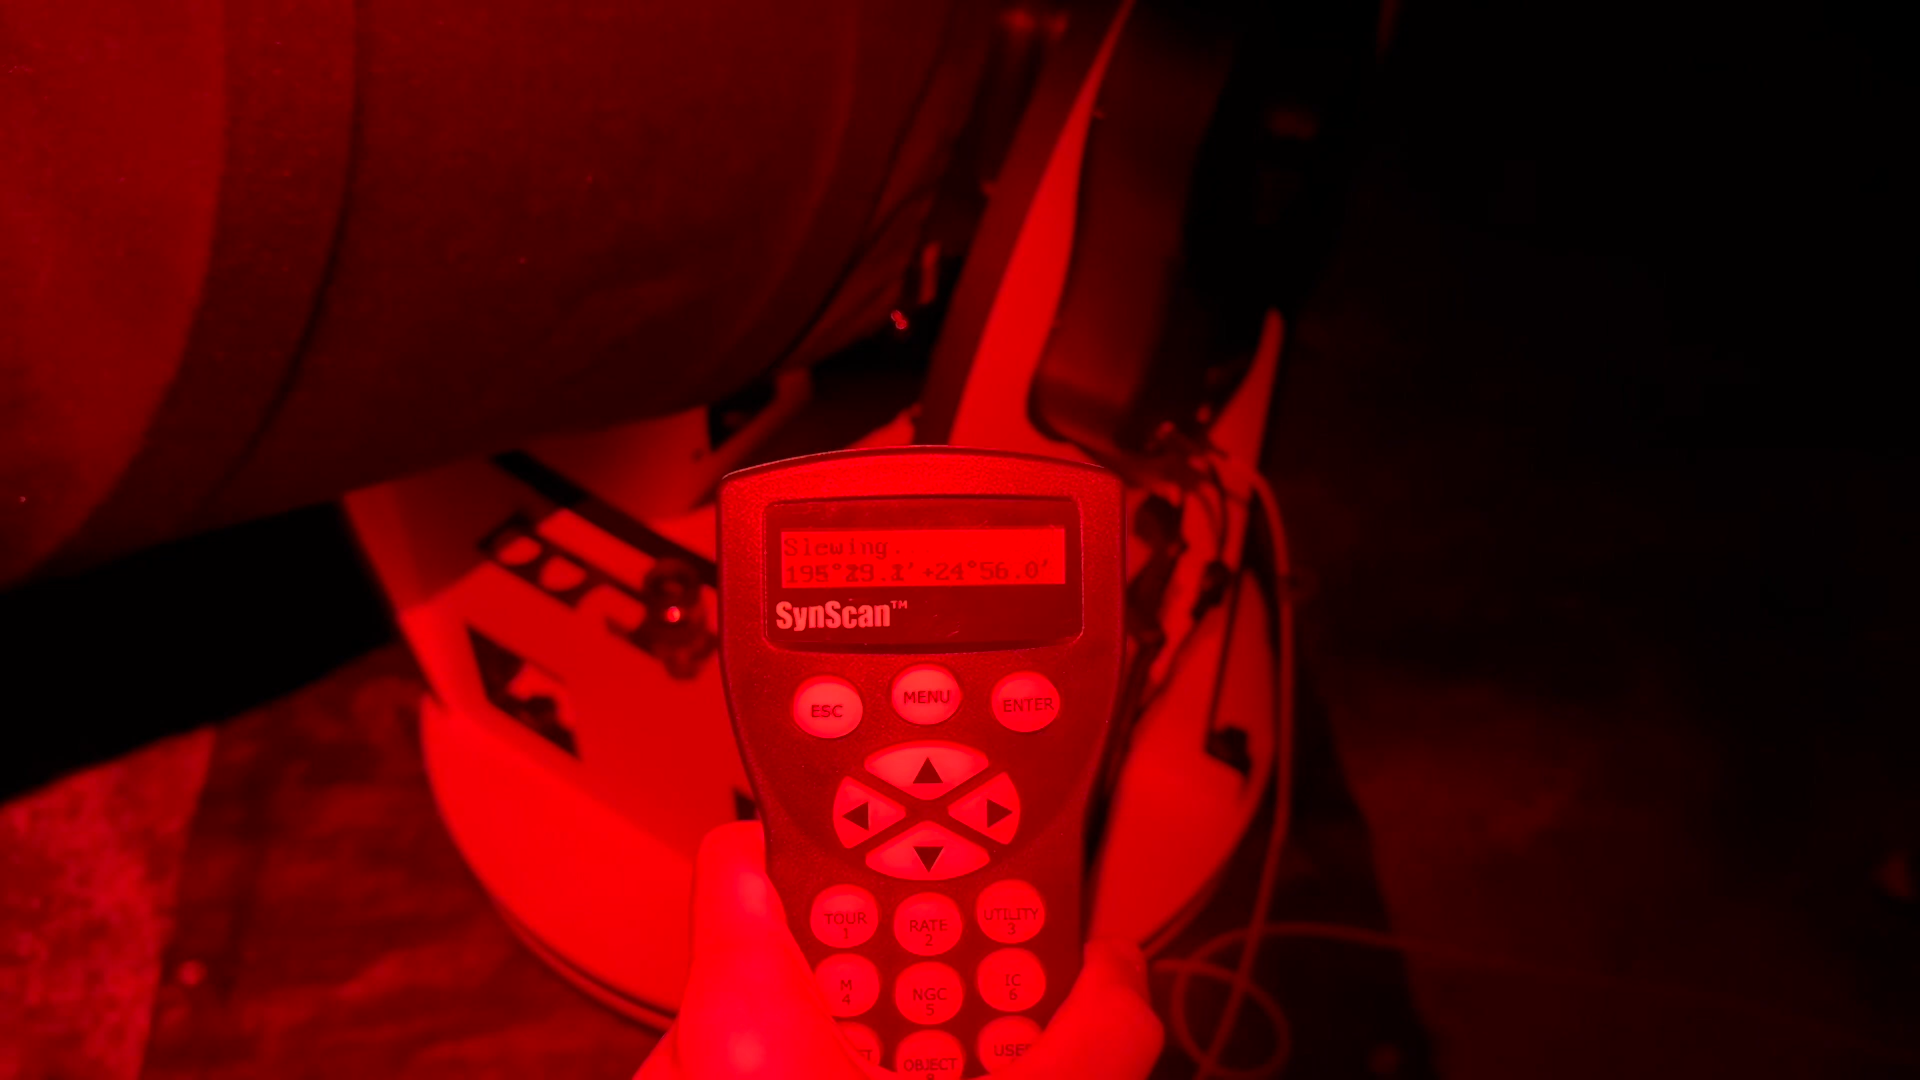 Slewing.
195°29.1'+24°56.0'
SynScan™
ESC MENU ENTER
TOUR RATE UTILITY
1 2 3
M NGC IC
4 5 6
OBJECT